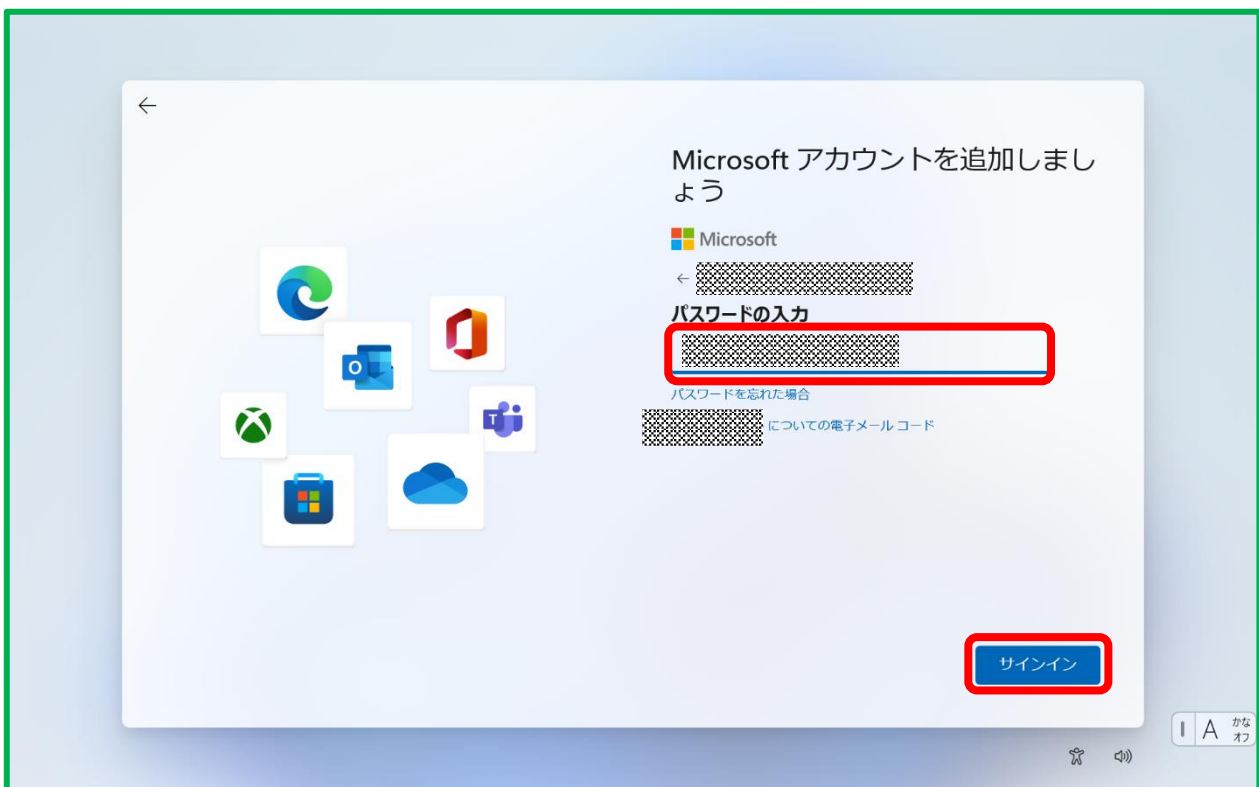 ←
Microsoft アカウントを追加しまし
ょう
Microsoft
←
パスワードの入力
パスワードを忘れた場合
についての電子メール コード
サインイン
A かな
オフ